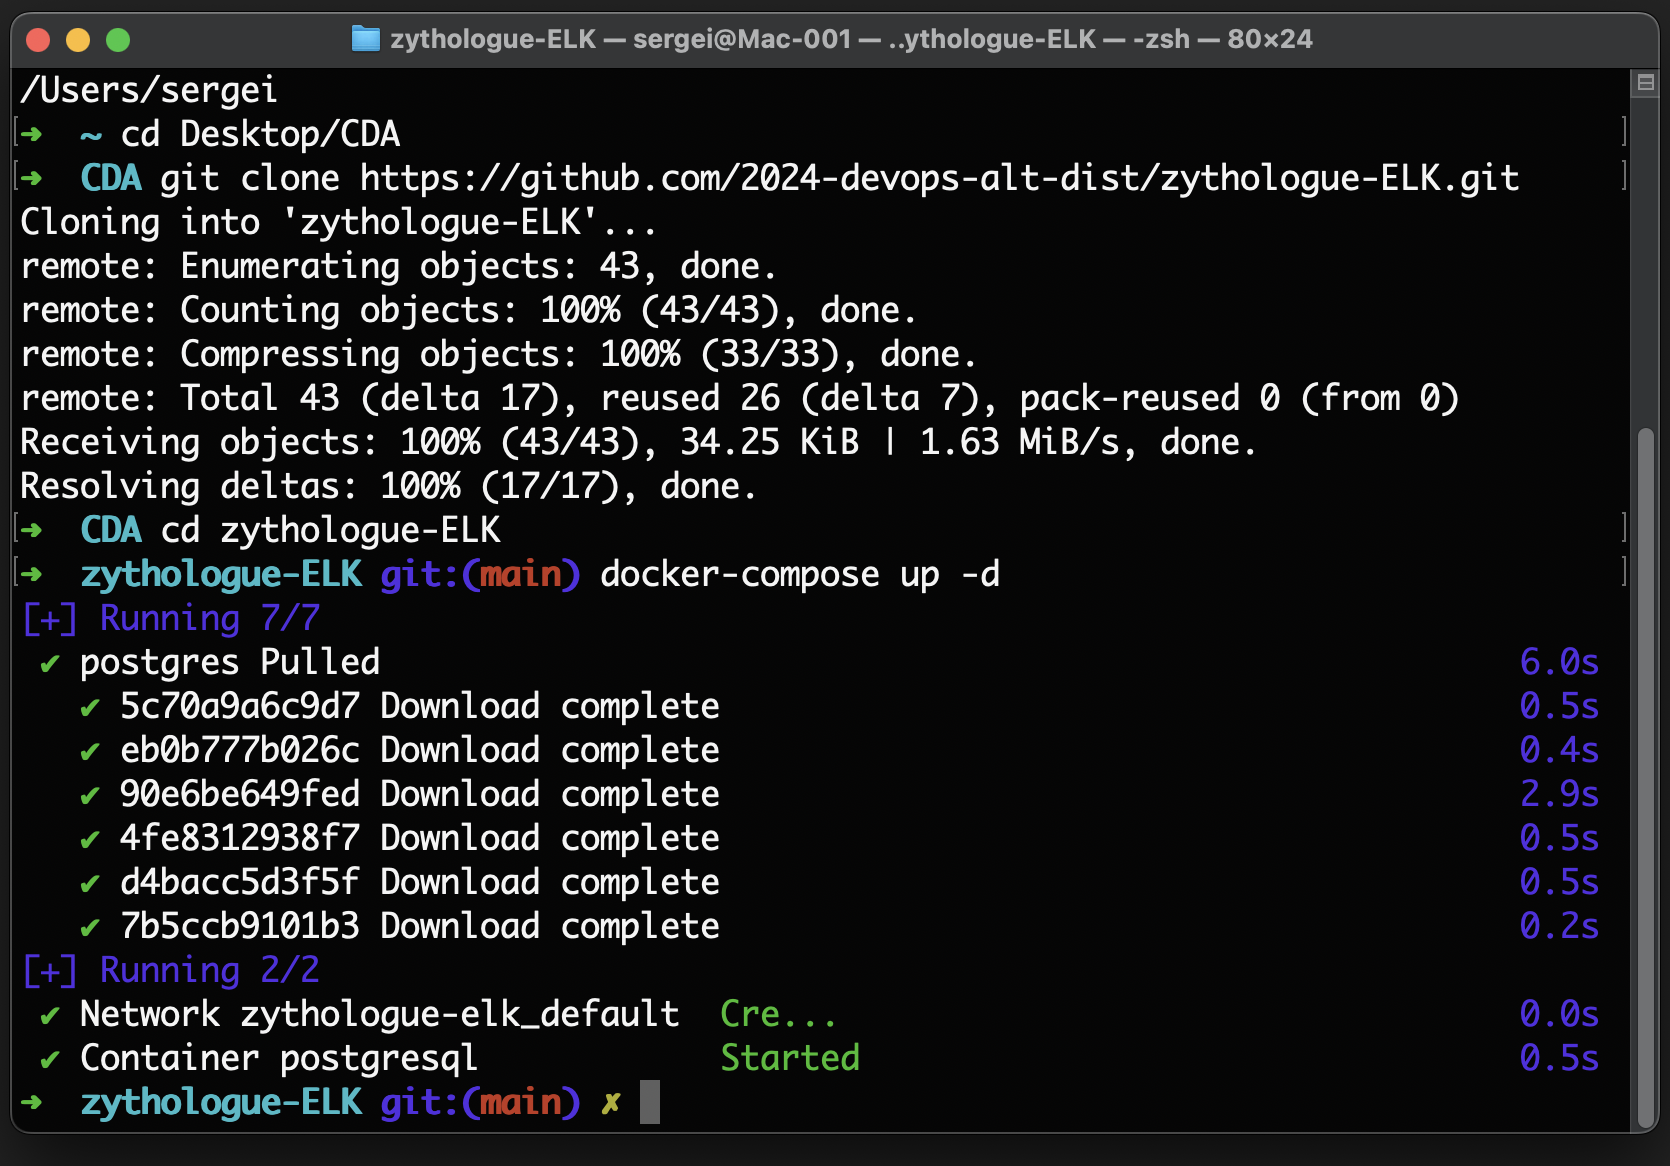 zythologue-ELK — sergei@Mac-001 — ..ythologue-ELK — -zsh — 80×24
/Users/sergei
➜  ~ cd Desktop/CDA
➜  CDA git clone https://github.com/2024-devops-alt-dist/zythologue-ELK.git
Cloning into 'zythologue-ELK'...
remote: Enumerating objects: 43, done.
remote: Counting objects: 100% (43/43), done.
remote: Compressing objects: 100% (33/33), done.
remote: Total 43 (delta 17), reused 26 (delta 7), pack-reused 0 (from 0)
Receiving objects: 100% (43/43), 34.25 KiB | 1.63 MiB/s, done.
Resolving deltas: 100% (17/17), done.
➜  CDA cd zythologue-ELK
➜  zythologue-ELK git:(main) docker-compose up -d
[+] Running 7/7
✔ postgres Pulled 6.0s
✔ 5c70a9a6c9d7 Download complete 0.5s
✔ eb0b777b026c Download complete 0.4s
✔ 90e6be649fed Download complete 2.9s
✔ 4fe8312938f7 Download complete 0.5s
✔ d4bacc5d3f5f Download complete 0.5s
✔ 7b5ccb9101b3 Download complete 0.2s
[+] Running 2/2
✔ Network zythologue-elk_default  Cre... 0.0s
✔ Container postgresql Started 0.5s
➜  zythologue-ELK git:(main) ✗